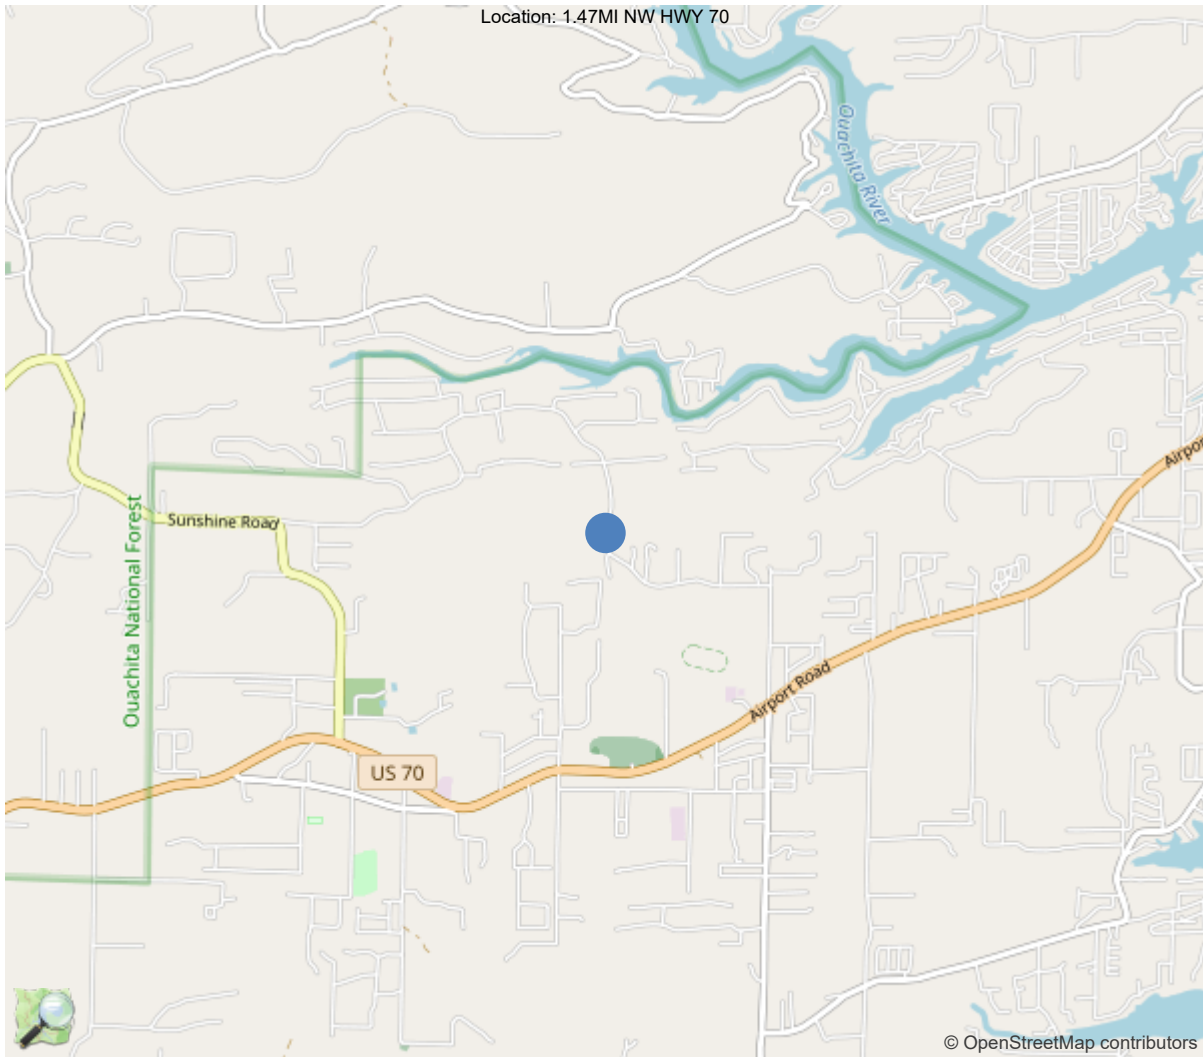 Location: 1.47MI NW HWY 70
Ouachita River
Airpor
Sunshine Road
Ouachita National Forest
Airport Road
US 70
© OpenStreetMap contributors